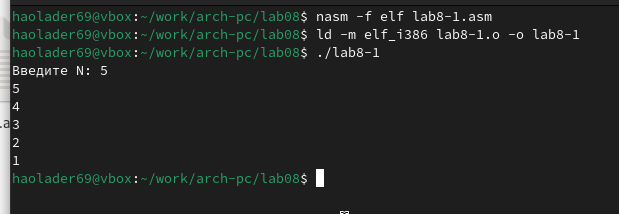 haolader69@vbox:~/work/arch-pc/lab08$ nasm -f elf lab8-1.asm
haolader69@vbox:~/work/arch-pc/lab08$ ld -m elf_i386 lab8-1.o -o lab8-1
haolader69@vbox:~/work/arch-pc/lab08$ ./lab8-1
Введите N: 5
5
4
3
2
1
haolader69@vbox:~/work/arch-pc/lab08$